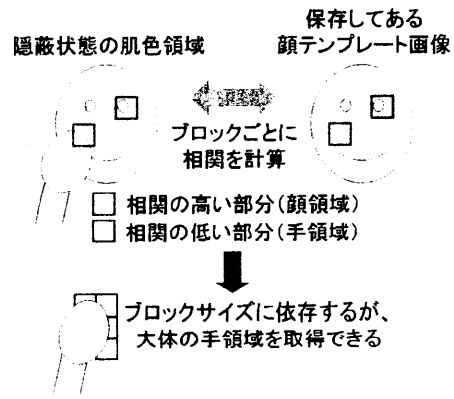 隠蔽状態の肌色領域
保存してある
顔テンプレート画像
ブロックごとに
相関を計算
相関の高い部分(顔領域)
相関の低い部分(手領域)
ブロックサイズに依存するが、
大体の手領域を取得できる